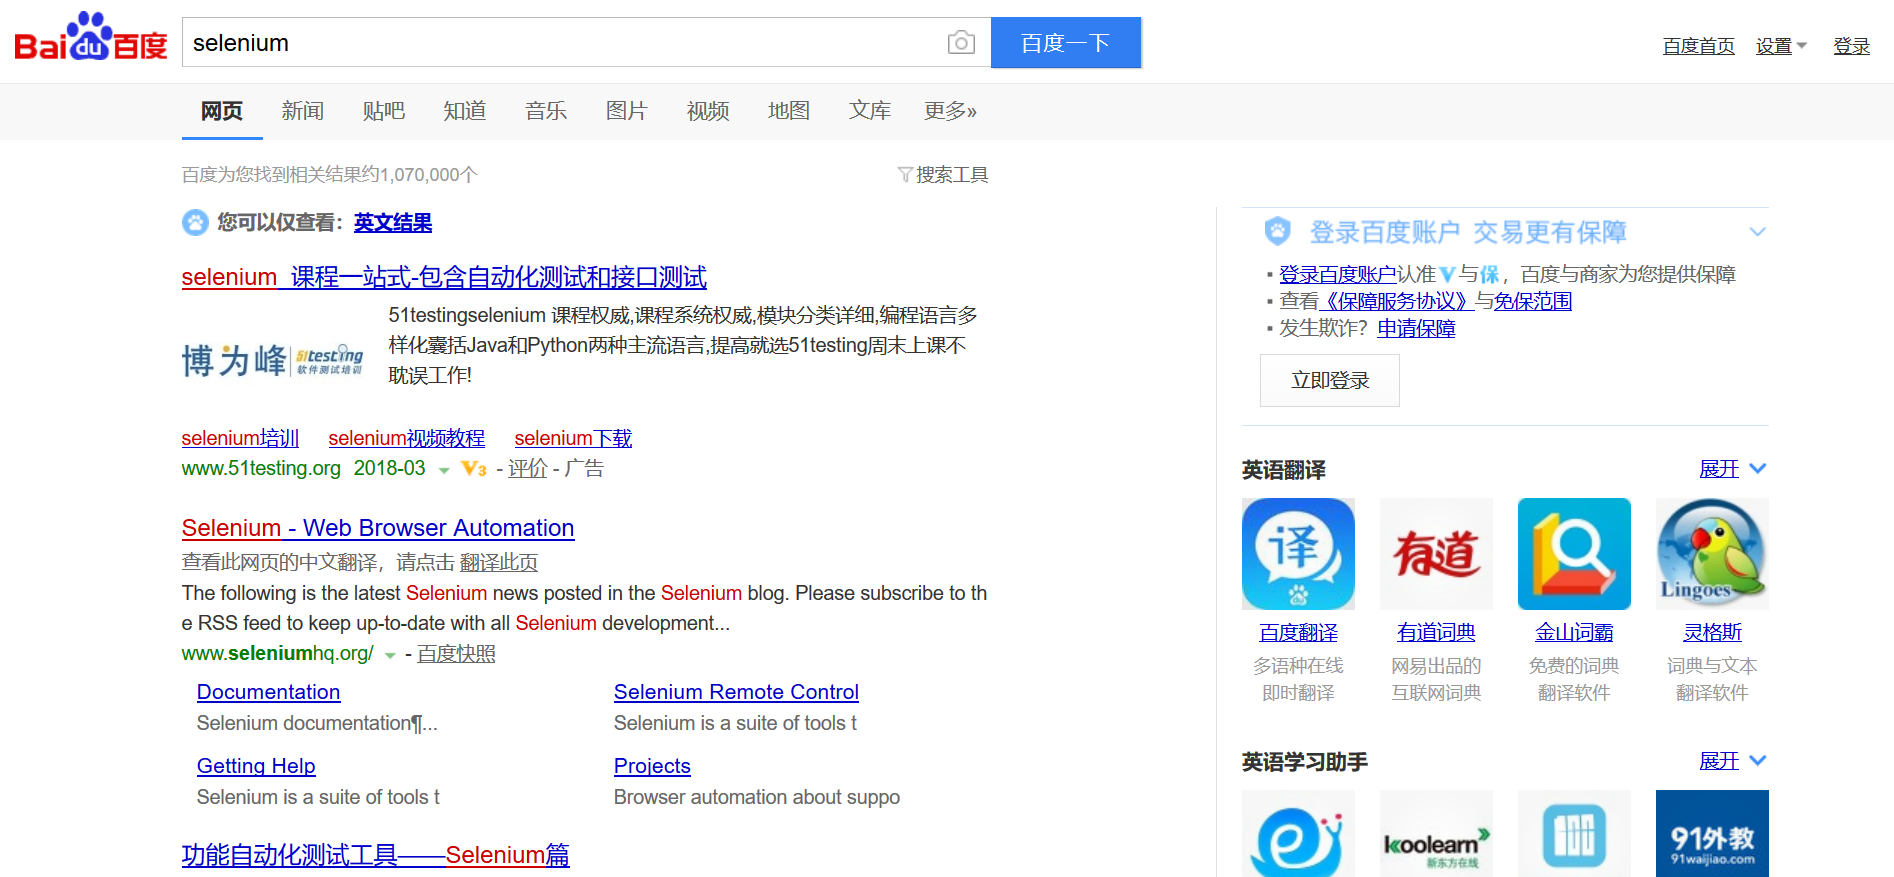 Baidu百度
selenium
百度一下
百度首页 设置 登录
网页 新闻 贴吧 知道 音乐 图片 视频 地图 文库 更多»
百度为您找到相关结果约1,070,000个
搜索工具
您可以仅查看：英文结果
selenium 课程一站式-包含自动化测试和接口测试
博为峰 51testing
软件测试培训
51testingselenium 课程权威,课程系统权威,模块分类详细,编程语言多
样化囊括Java和Python两种主流语言,提高就选51testing周末上课不
耽误工作!
selenium培训 selenium视频教程 selenium下载
www.51testing.org 2018-03 V3 - 评价 - 广告
Selenium - Web Browser Automation
查看此网页的中文翻译，请点击 翻译此页
The following is the latest Selenium news posted in the Selenium blog. Please subscribe to th
e RSS feed to keep up-to-date with all Selenium development...
www.seleniumhq.org/ - 百度快照
Documentation
Selenium documentation¶...
Selenium Remote Control
Selenium is a suite of tools t
Getting Help
Selenium is a suite of tools t
Projects
Browser automation about suppo
功能自动化测试工具——Selenium篇
登录百度账户 交易更有保障
▪ 登录百度账户认准V与保，百度与商家为您提供保障
▪ 查看《保障服务协议》与免保范围
▪ 发生欺诈？申请保障
立即登录
英语翻译 展开
译
有道
Lingoes
百度翻译 有道词典 金山词霸 灵格斯
多语种在线 网易出品的 免费的词典 词典与文本
即时翻译 互联网词典 翻译软件 翻译软件
英语学习助手 展开
koolearn
新东方在线
91外教
91waijiao.com